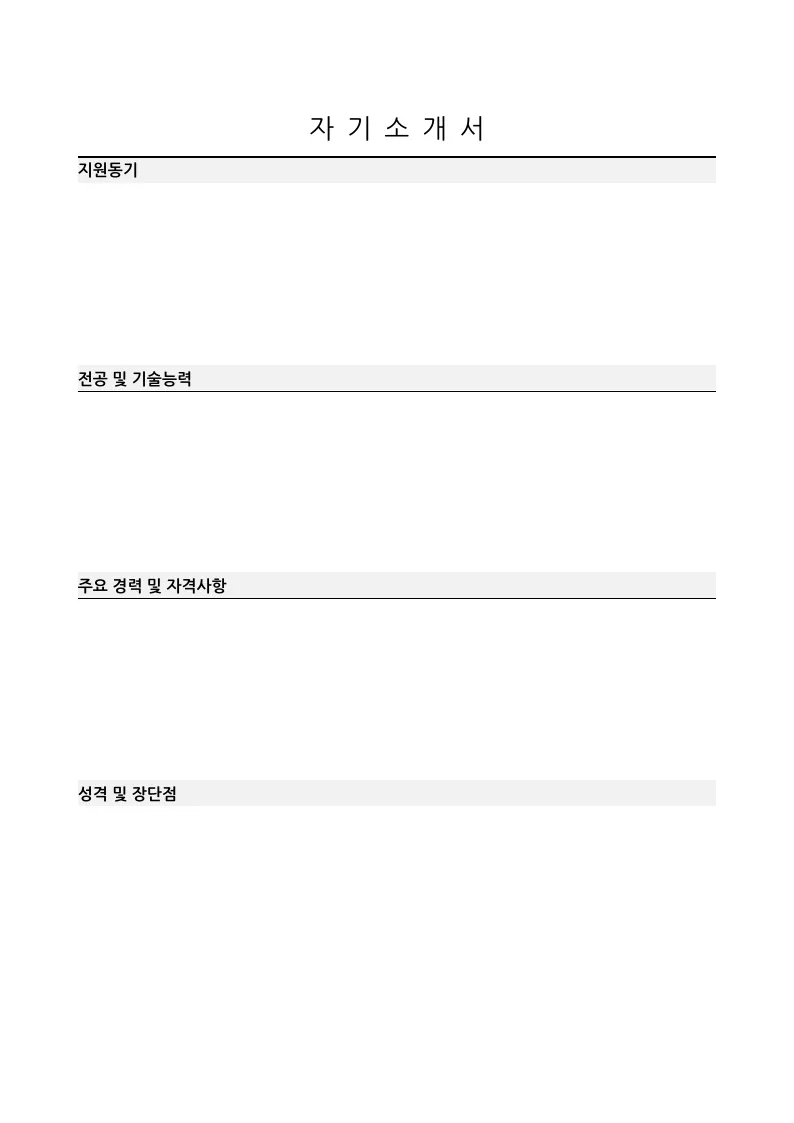 자 기 소 개 서
지원동기
전공 및 기술능력
주요 경력 및 자격사항
성격 및 장단점